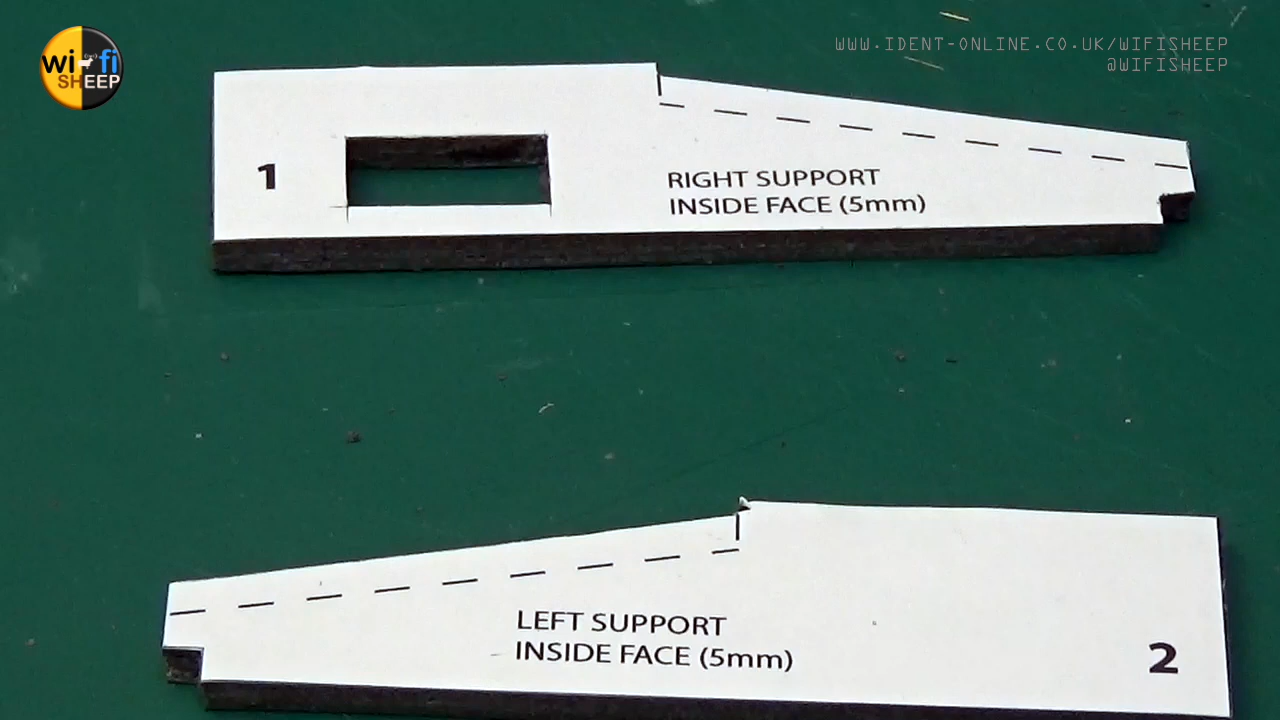 wi-fi
SHEEP
WWW.IDENT-ONLINE.CO.UK/WIFISHEEP
@WIFISHEEP
1
RIGHT SUPPORT
INSIDE FACE (5mm)
LEFT SUPPORT
INSIDE FACE (5mm)
2